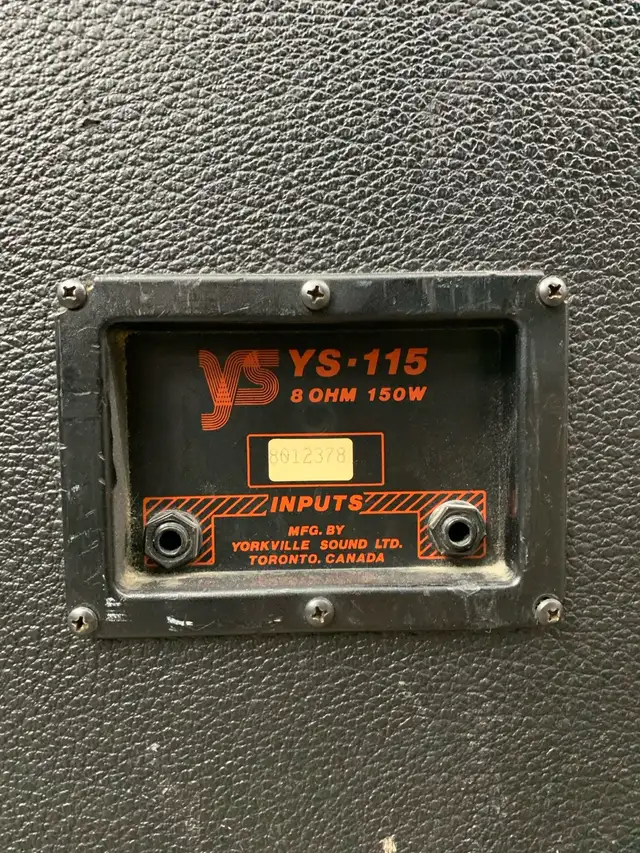 YS YS·115
8 OHM 150W
8012378
INPUTS
MFG. BY
YORKVILLE SOUND LTD.
TORONTO. CANADA